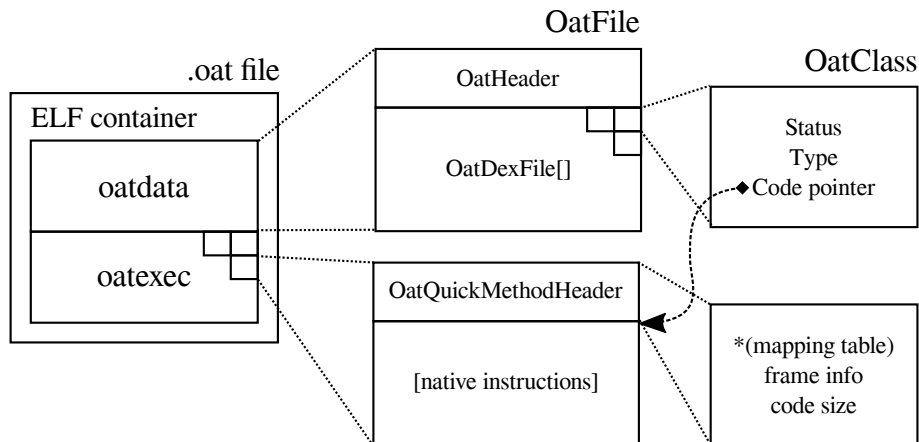 .oat file
ELF container
oatdata
oatexec
OatFile
OatHeader
OatDexFile[]
OatQuickMethodHeader
[native instructions]
OatClass
Status
Type
Code pointer
*(mapping table)
frame info
code size